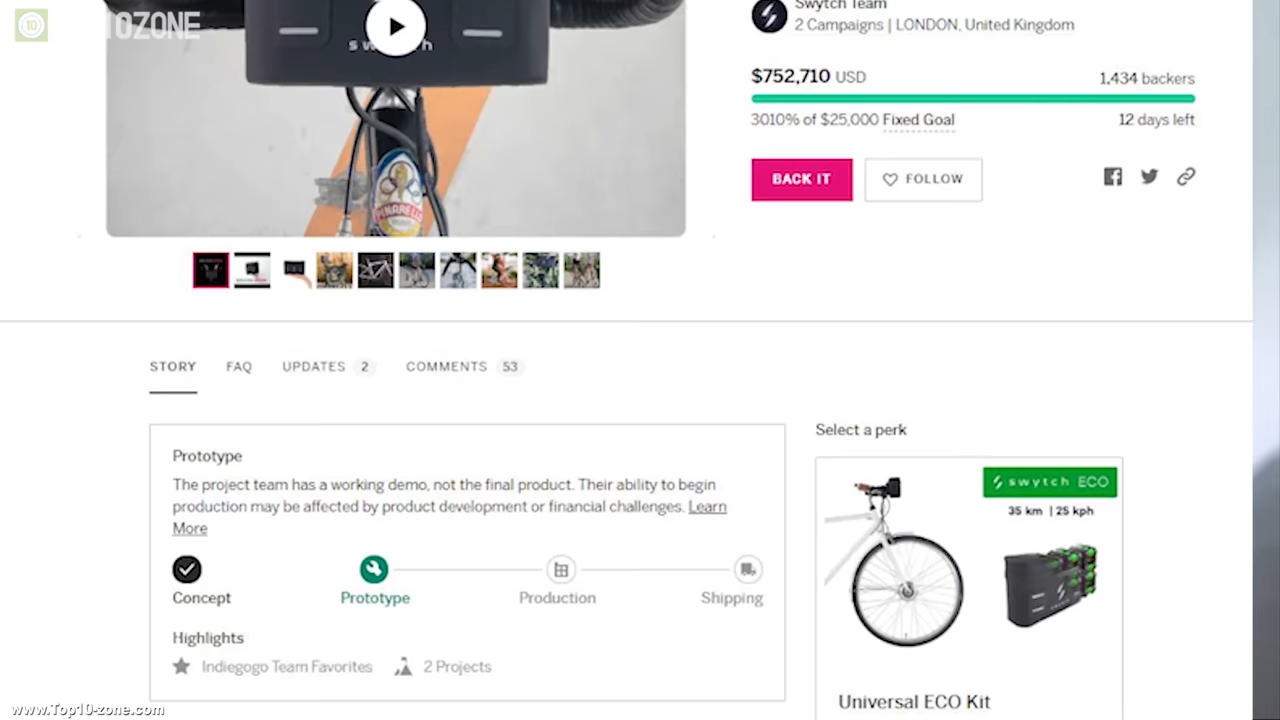 10
10ZONE
Swytch Team
2 Campaigns | LONDON, United Kingdom
swytch
$752,710 USD
1,434 backers
3010% of $25,000 Fixed Goal
12 days left
BACK IT
FOLLOW
PINARELLO
STORY
FAQ
UPDATES 2
COMMENTS 53
Prototype
The project team has a working demo, not the final product. Their ability to begin
production may be affected by product development or financial challenges. Learn
More
Concept
Prototype
Production
Shipping
Highlights
Indiegogo Team Favorites
2 Projects
Select a perk
swytch ECO
35 km | 25 kph
Universal ECO Kit
www.Top10-zone.com